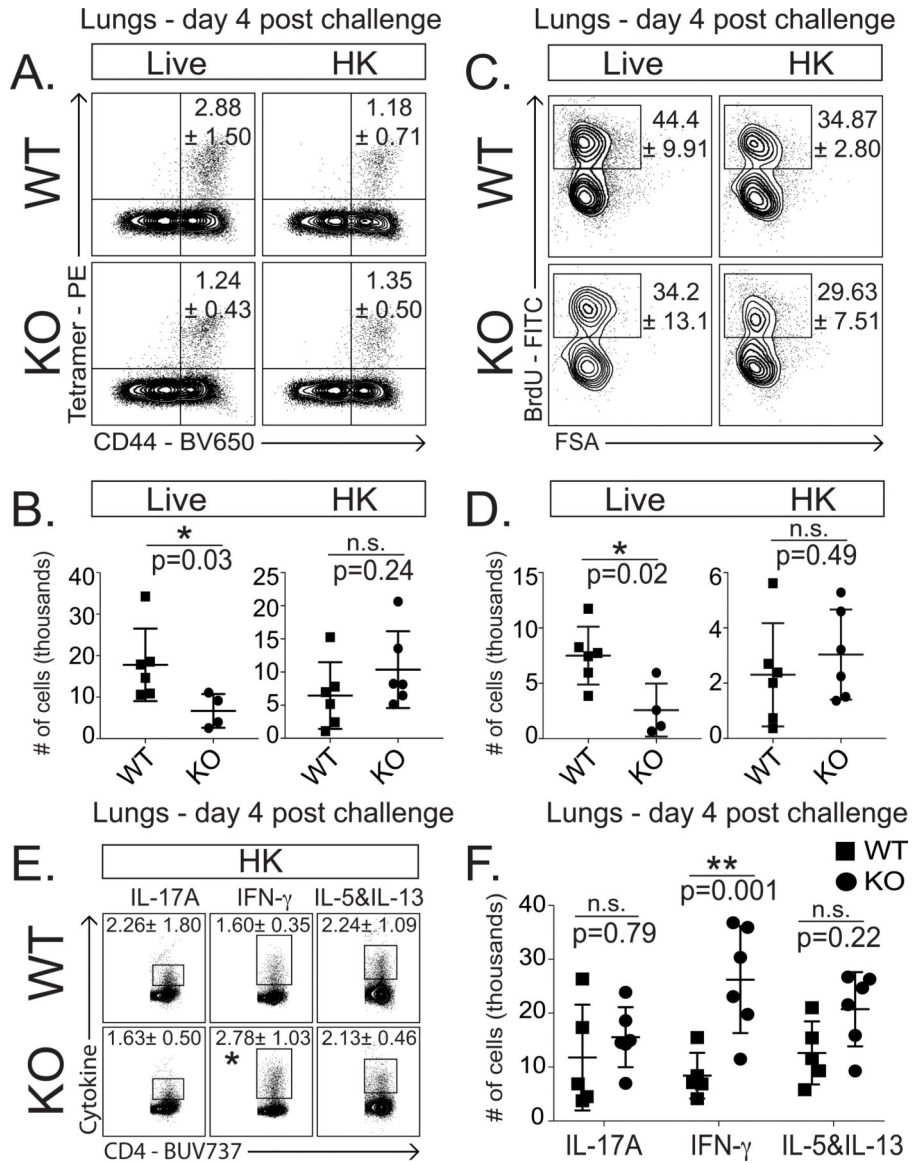 Lungs - day 4 post challenge
A.
Live
HK
WT
2.88
± 1.50
1.18
± 0.71
KO
1.24
± 0.43
1.35
± 0.50
Tetramer - PE
CD44 - BV650
Lungs - day 4 post challenge
C.
Live
HK
WT
44.4
± 9.91
34.87
± 2.80
KO
34.2
± 13.1
29.63
± 7.51
BrdU - FITC
FSA
B.
Live
HK
# of cells (thousands)
*
p=0.03
40
30
20
10
0
WT
KO
n.s.
p=0.24
25
20
15
10
5
0
WT
KO
D.
Live
HK
# of cells (thousands)
*
p=0.02
15
10
5
0
WT
KO
n.s.
p=0.49
6
4
2
0
WT
KO
Lungs - day 4 post challenge
E.
HK
IL-17A
IFN-γ
IL-5&IL-13
WT
2.26± 1.80
1.60± 0.35
2.24± 1.09
KO
1.63± 0.50
2.78± 1.03
*
2.13± 0.46
Cytokine
CD4 - BUV737
Lungs - day 4 post challenge
F.
WT
KO
# of cells (thousands)
40
30
20
10
0
n.s.
p=0.79
**
p=0.001
n.s.
p=0.22
IL-17A
IFN-γ
IL-5&IL-13